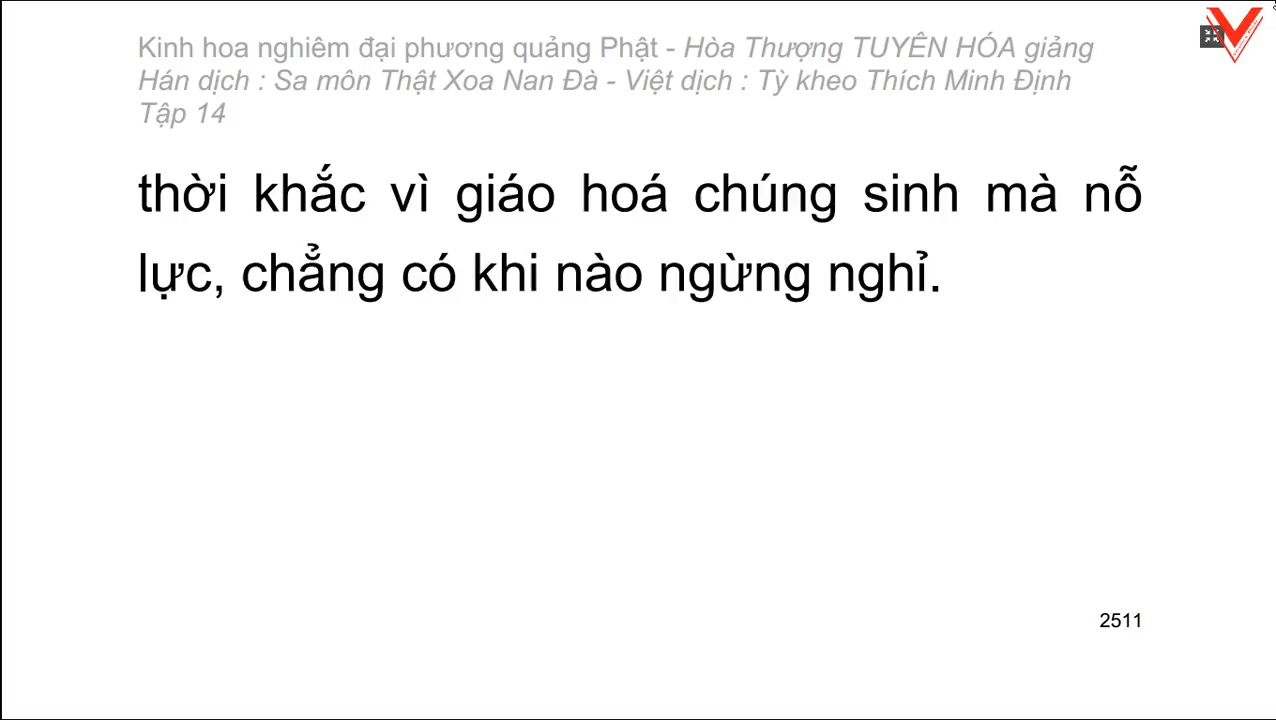 Kinh hoa nghiêm đại phương quảng Phật - Hòa Thượng TUYÊN HÓA giảng
Hán dịch : Sa môn Thật Xoa Nan Đà - Việt dịch : Tỳ kheo Thích Minh Định
Tập 14
thời khắc vì giáo hoá chúng sinh mà nỗ
lực, chẳng có khi nào ngừng nghỉ.
2511